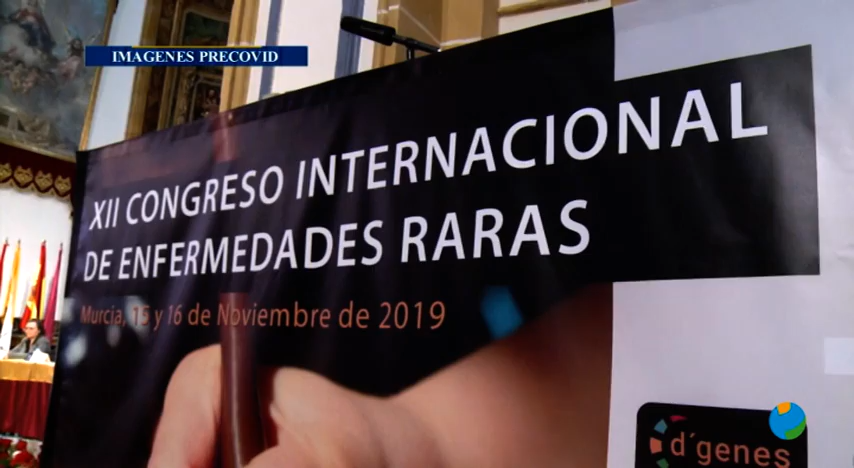 IMAGENES PRECOVID
XII CONGRESO INTERNACIONAL
DE ENFERMEDADES RARAS
Murcia, 15 y 16 de Noviembre de 2019
d´genes